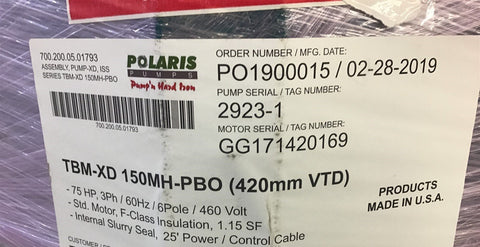 700.200.05.01793
ASSEMBLY, PUMP-XD, ISS
SERIES TBM-XD 150MH-PBO
700.200.05.01793
POLARIS
PUMPS
Pump'n Hard Iron
ORDER NUMBER / MFG. DATE:
PO1900015 / 02-28-2019
PUMP SERIAL / TAG NUMBER:
2923-1
MOTOR SERIAL / TAG NUMBER:
GG171420169
TBM-XD 150MH-PBO (420mm VTD)
- 75 HP, 3Ph / 60Hz / 6Pole / 460 Volt
- Std. Motor, F-Class Insulation, 1.15 SF
- Internal Slurry Seal, 25' Power / Control Cable
PRODUCTS
MADE IN U.S.A.